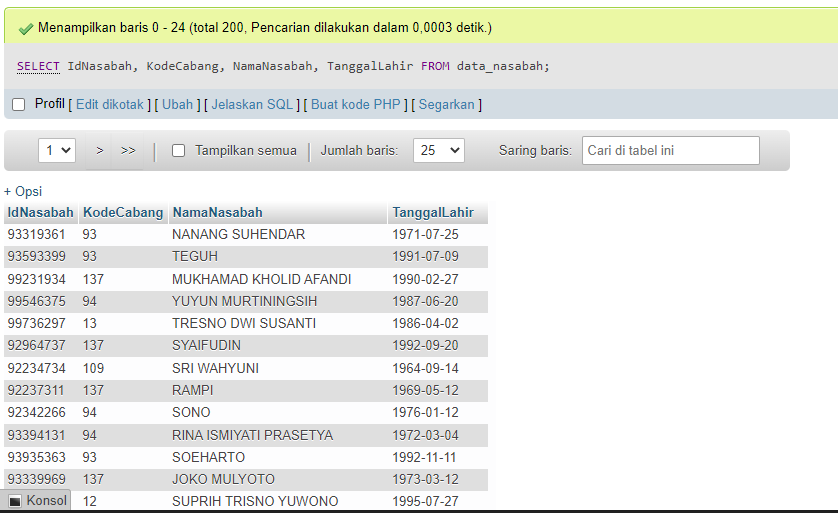 Menampilkan baris 0 - 24 (total 200, Pencarian dilakukan dalam 0,0003 detik.)
SELECT IdNasabah, KodeCabang, NamaNasabah, TanggalLahir FROM data_nasabah;
Profil [ Edit dikotak ] [ Ubah ] [ Jelaskan SQL ] [ Buat kode PHP ] [ Segarkan ]
1 > >> | Tampilkan semua | Jumlah baris: 25 Saring baris: Cari di tabel ini
+ Opsi
IdNasabah KodeCabang NamaNasabah TanggalLahir
93319361 93 NANANG SUHENDAR 1971-07-25
93593399 93 TEGUH 1991-07-09
99231934 137 MUKHAMAD KHOLID AFANDI 1990-02-27
99546375 94 YUYUN MURTININGSIH 1987-06-20
99736297 13 TRESNO DWI SUSANTI 1986-04-02
92964737 137 SYAIFUDIN 1992-09-20
92234734 109 SRI WAHYUNI 1964-09-14
92237311 137 RAMPI 1969-05-12
92342266 94 SONO 1976-01-12
93394131 94 RINA ISMIYATI PRASETYA 1972-03-04
93935363 93 SOEHARTO 1992-11-11
93339969 137 JOKO MULYOTO 1973-03-12
Konsol 12 SUPRIH TRISNO YUWONO 1995-07-27